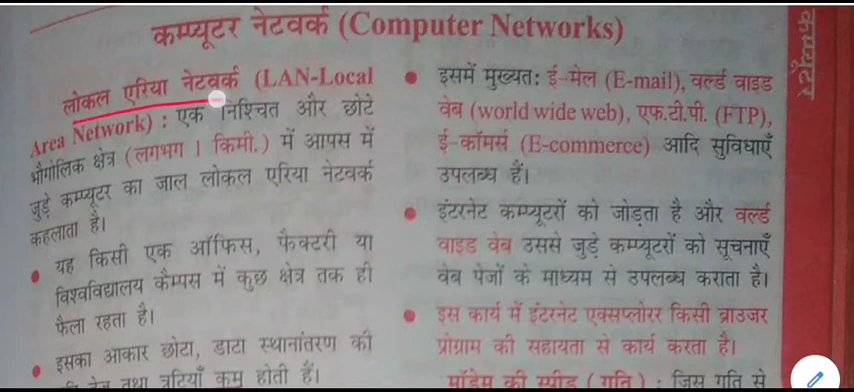 कम्प्यूटर नेटवर्क (Computer Networks)
लोकल एरिया नेटवर्क (LAN-Local
Area Network) : एक निश्चित और छोटे
भौगोलिक क्षेत्र (लगभग 1 किमी.) में आपस में
जुड़े कम्प्यूटर का जाल लोकल एरिया नेटवर्क
कहलाता है।
• यह किसी एक ऑफिस, फैक्टरी या
विश्वविद्यालय कैम्पस में कुछ क्षेत्र तक ही
फैला रहता है।
• इसका आकार छोटा, डाटा स्थानांतरण की
तथा त्रुटियाँ कम होती हैं।
• इसमें मुख्यतः ई-मेल (E-mail), वर्ल्ड वाइड
वेब (world wide web), एफ.टी.पी. (FTP),
ई-कॉमर्स (E-commerce) आदि सुविधाएँ
उपलब्ध हैं।
• इंटरनेट कम्प्यूटरों को जोड़ता है और वर्ल्ड
वाइड वेब उससे जुड़े कम्प्यूटरों को सूचनाएँ
वेब पेजों के माध्यम से उपलब्ध कराता है।
• इस कार्य में इंटरनेट एक्सप्लोरर किसी ब्राउजर
प्रोग्राम की सहायता से कार्य करता है।
मॉडेम की स्पीड (गति) : जिस गति से
कम्प्यूटर